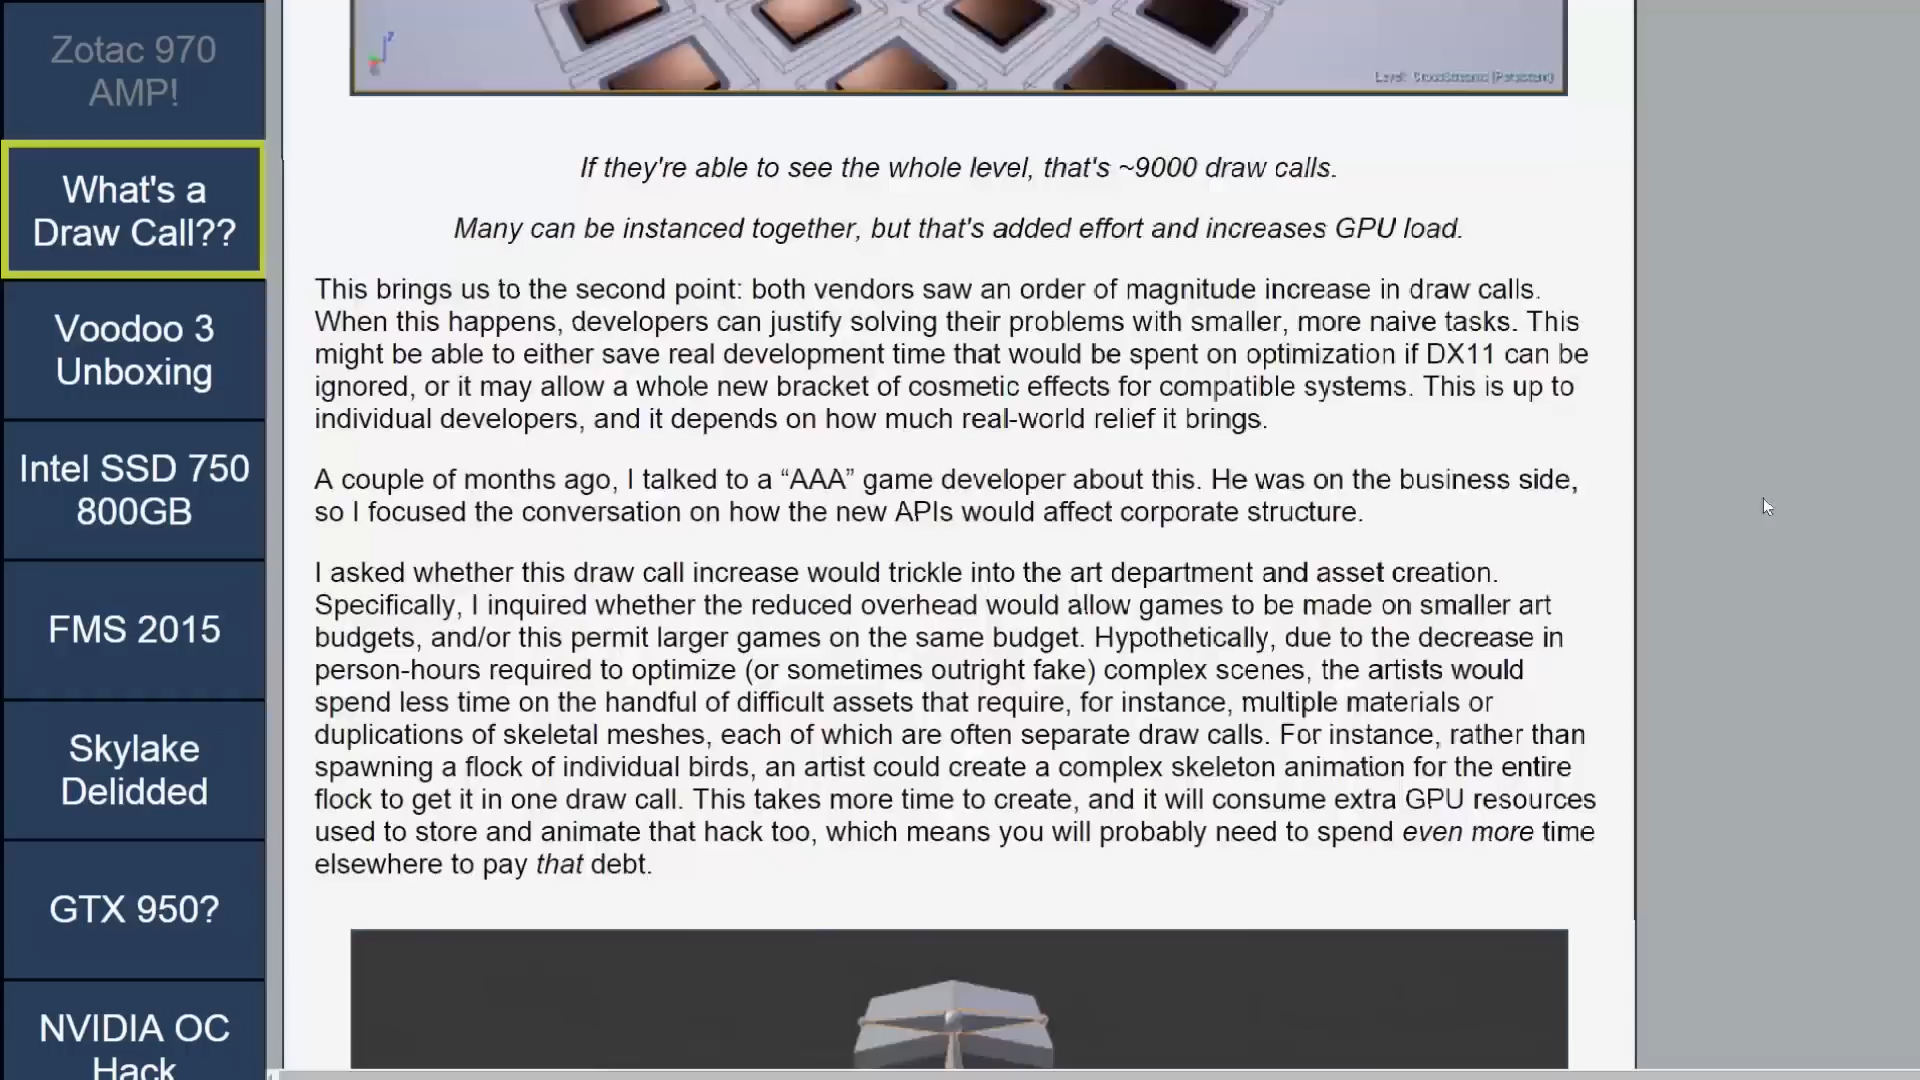 Zotac 970
AMP!
What's a
Draw Call??
Voodoo 3
Unboxing
Intel SSD 750
800GB
FMS 2015
Skylake
Delidded
GTX 950?
NVIDIA OC
Hack
Z
Level: CrossStreams (Persistent)
If they're able to see the whole level, that's ~9000 draw calls.
Many can be instanced together, but that's added effort and increases GPU load.
This brings us to the second point: both vendors saw an order of magnitude increase in draw calls.
When this happens, developers can justify solving their problems with smaller, more naive tasks. This
might be able to either save real development time that would be spent on optimization if DX11 can be
ignored, or it may allow a whole new bracket of cosmetic effects for compatible systems. This is up to
individual developers, and it depends on how much real-world relief it brings.
A couple of months ago, I talked to a “AAA” game developer about this. He was on the business side,
so I focused the conversation on how the new APIs would affect corporate structure.
I asked whether this draw call increase would trickle into the art department and asset creation.
Specifically, I inquired whether the reduced overhead would allow games to be made on smaller art
budgets, and/or this permit larger games on the same budget. Hypothetically, due to the decrease in
person-hours required to optimize (or sometimes outright fake) complex scenes, the artists would
spend less time on the handful of difficult assets that require, for instance, multiple materials or
duplications of skeletal meshes, each of which are often separate draw calls. For instance, rather than
spawning a flock of individual birds, an artist could create a complex skeleton animation for the entire
flock to get it in one draw call. This takes more time to create, and it will consume extra GPU resources
used to store and animate that hack too, which means you will probably need to spend even more time
elsewhere to pay that debt.